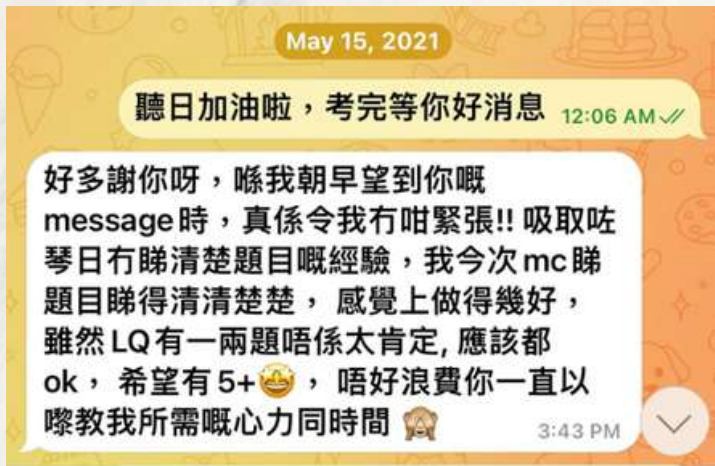 May 15, 2021
聽日加油啦，考完等你好消息 12:06 AM
好多謝你呀，喺我朝早望到你嘅
message時，真係令我冇咁緊張!! 吸取咗
琴日冇睇清楚題目嘅經驗，我今次mc睇
題目睇得清清楚楚， 感覺上做得幾好，
雖然LQ有一兩題唔係太肯定, 應該都
ok， 希望有5+🤩， 唔好浪費你一直以
嚟教我所需嘅心力同時間 🙈 3:43 PM